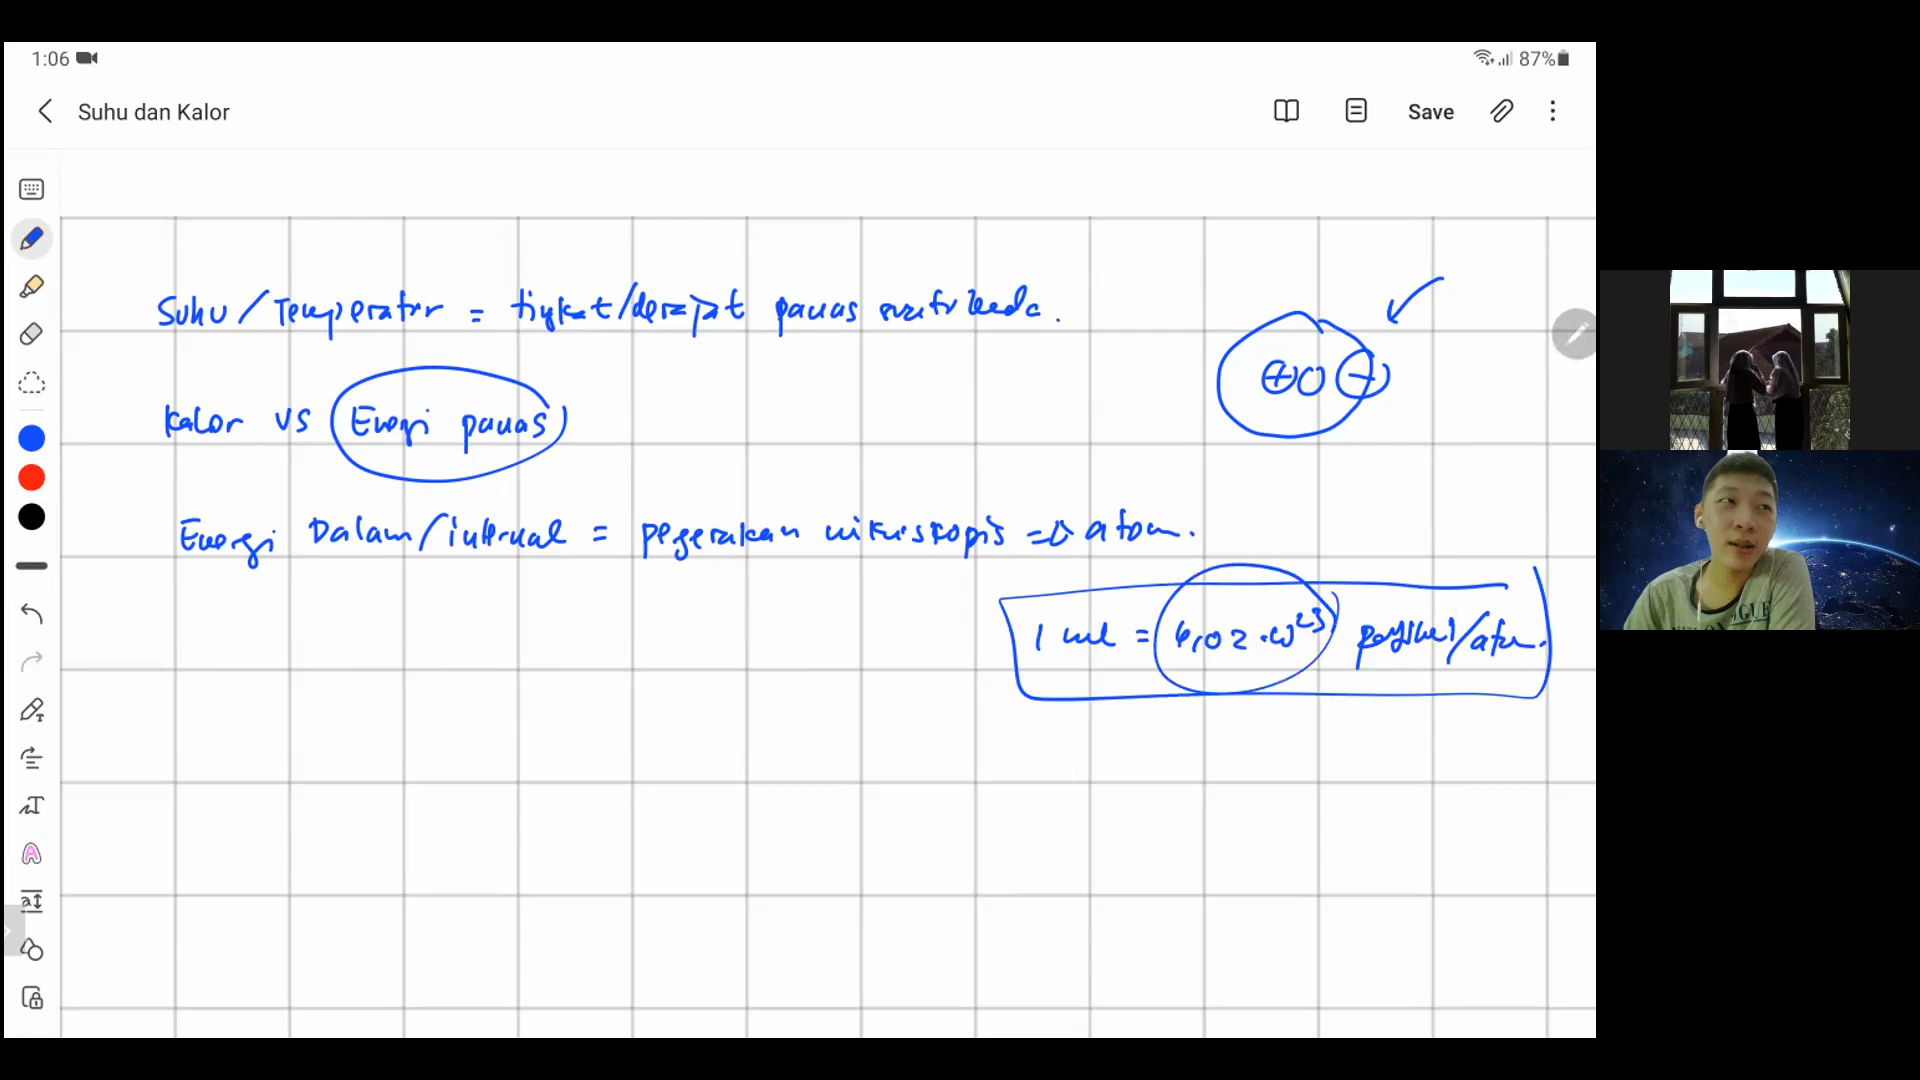 1:06
87%
Suhu dan Kalor
Save
Suhu/Temperatur = tingkat/derajat panas suatu benda.
Kalor vs Energi panas
Energi Dalam/internal = pergerakan mikroskopis => atom.
1 mol = 6,02 . 10²³ partikel/atom.